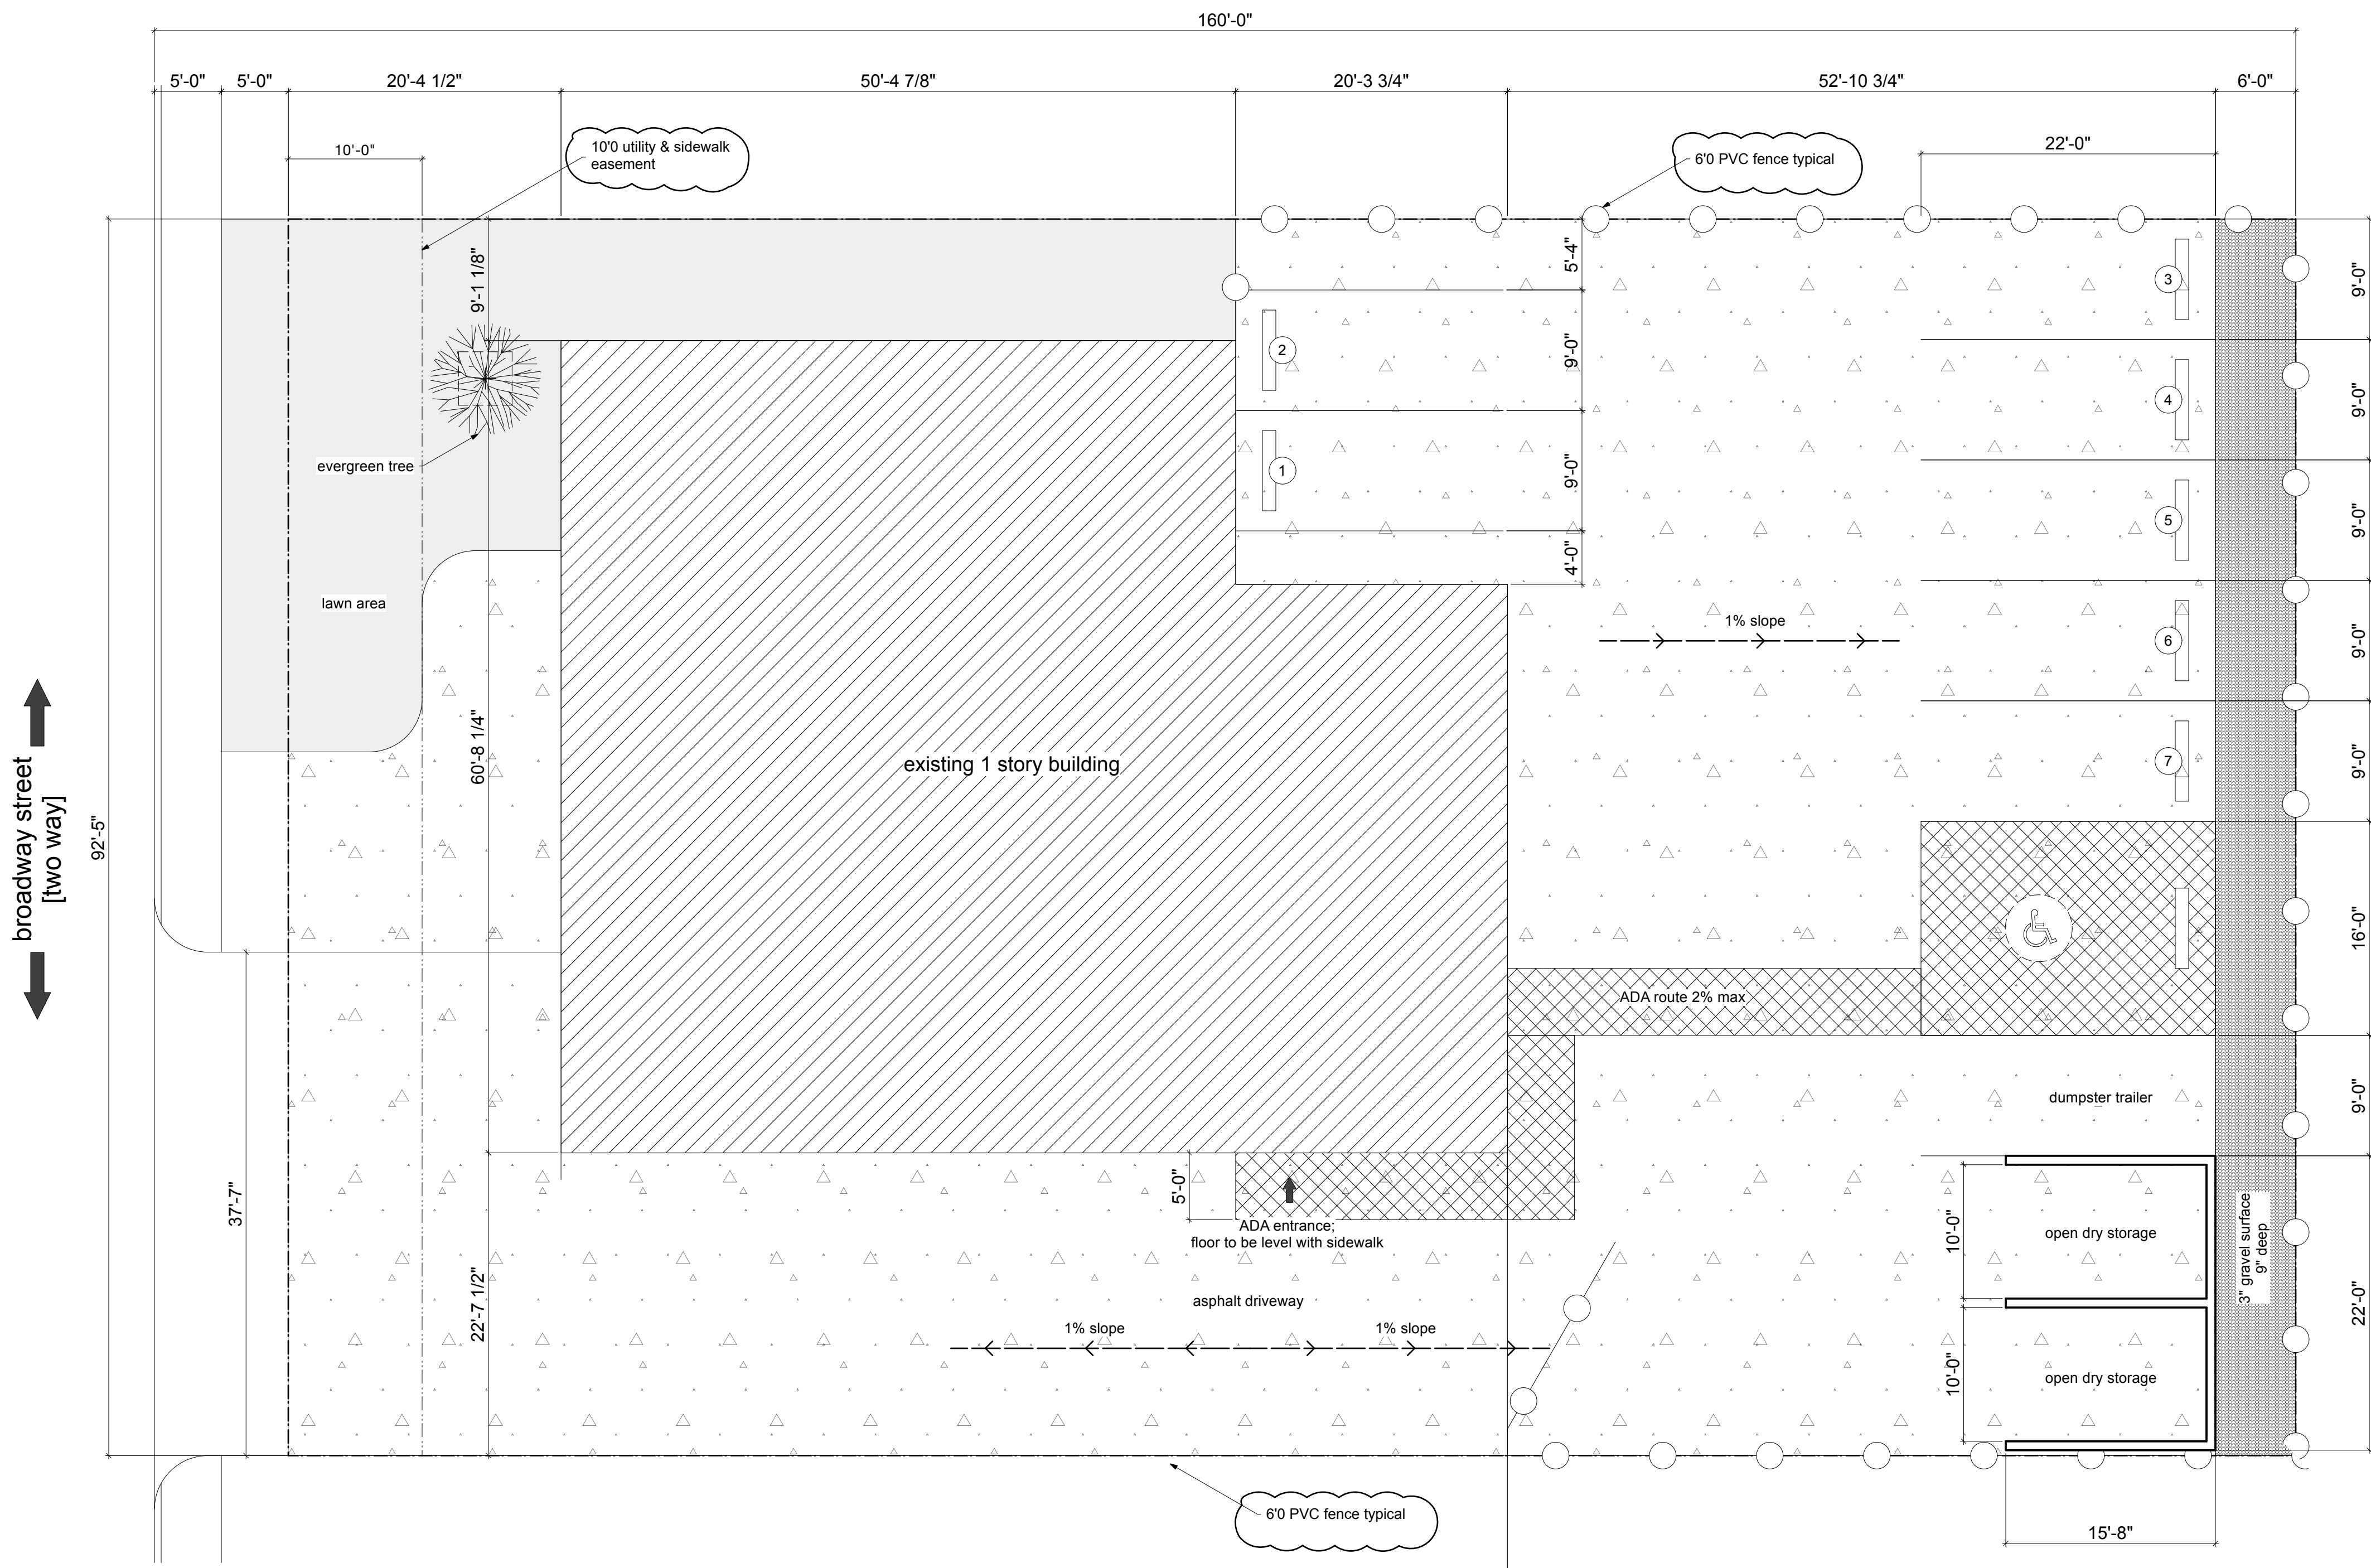 160'-0"
5'-0"
5'-0"
20'-4 1/2"
50'-4 7/8"
20'-3 3/4"
52'-10 3/4"
6'-0"
10'-0"
10'0 utility & sidewalk
easement
6'0 PVC fence typical
22'-0"
9'-1 1/8"
5'-4"
3
9'-0"
2
9'-0"
4
9'-0"
evergreen tree
1
9'-0"
5
9'-0"
4'-0"
lawn area
1% slope
6
9'-0"
60'-8 1/4"
existing 1 story building
7
9'-0"
broadway street
[two way]
92'-5"
16'-0"
ADA route 2% max
dumpster trailer
9'-0"
37'-7"
5'-0"
ADA entrance;
floor to be level with sidewalk
10'-0"
open dry storage
3" gravel surface
9" deep
22'-7 1/2"
asphalt driveway
1% slope
1% slope
22'-0"
10'-0"
open dry storage
6'0 PVC fence typical
15'-8"